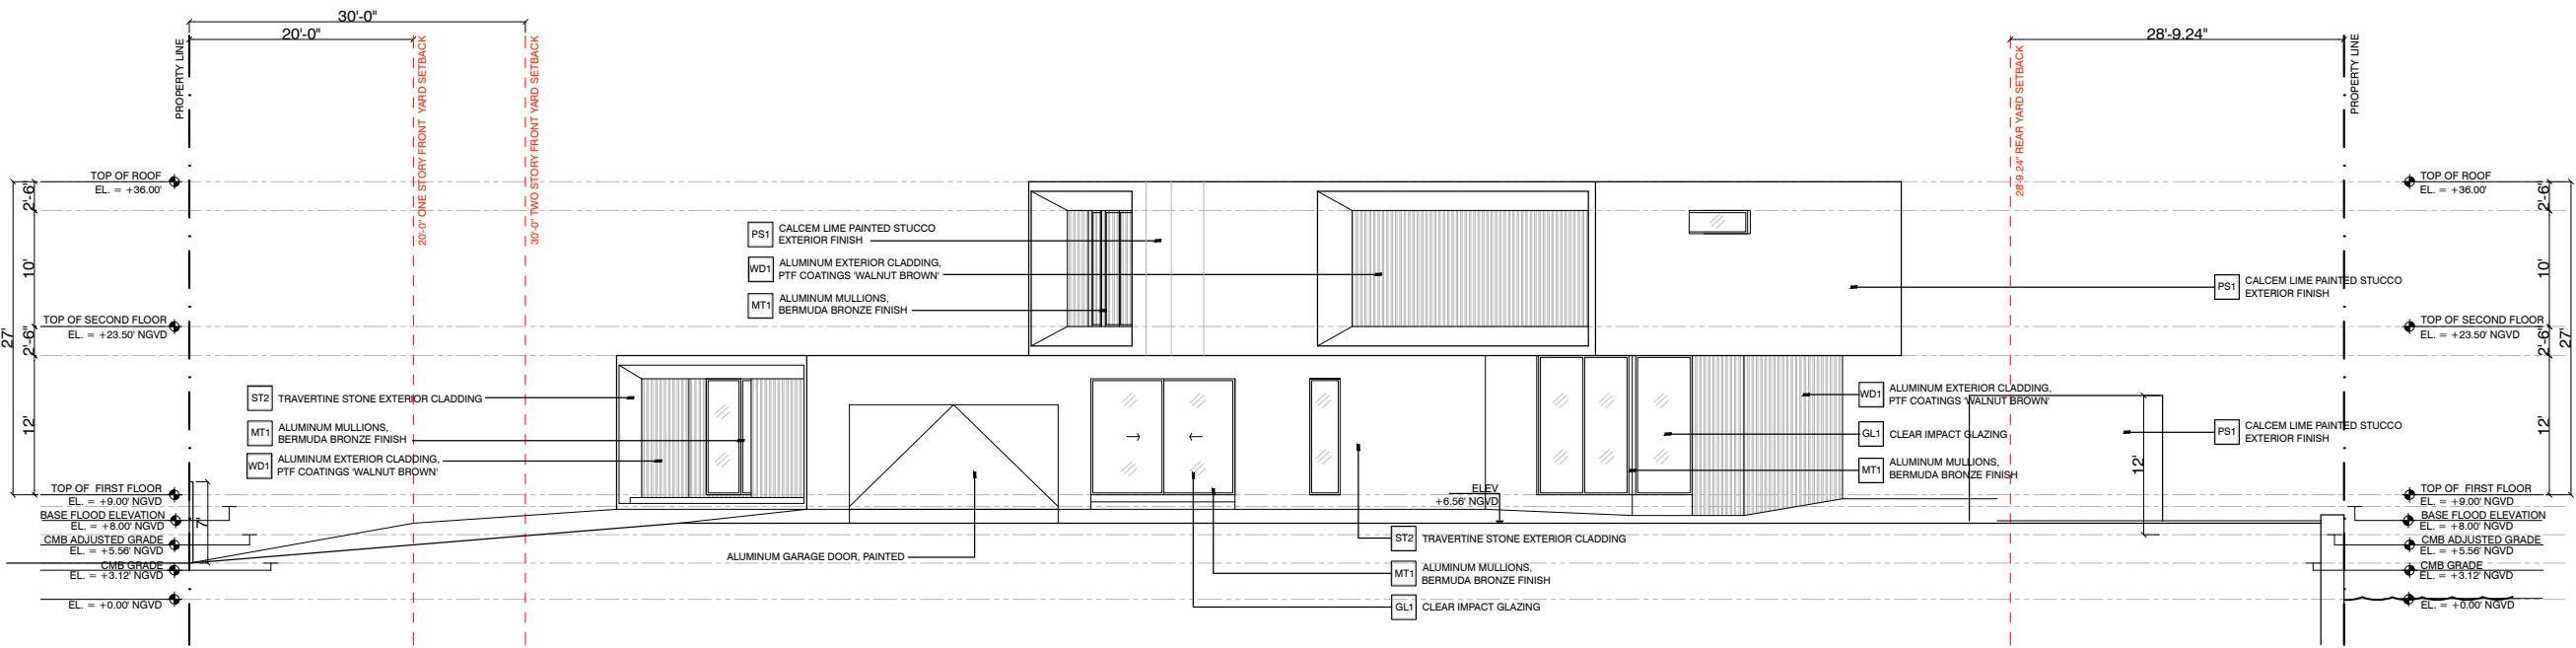 30'-0"
20'-0"
28'-9.24"
PROPERTY LINE
20'-0" ONE STORY FRONT YARD SETBACK
30'-0" TWO STORY FRONT YARD SETBACK
28'-9.24" REAR YARD SETBACK
PROPERTY LINE
TOP OF ROOF
EL. = +36.00'
2'-6"
10'
TOP OF SECOND FLOOR
EL. = +23.50' NGVD
2'-6"
27'
12'
TOP OF FIRST FLOOR
EL. = +9.00' NGVD
BASE FLOOD ELEVATION
EL. = +8.00' NGVD
7'
CMB ADJUSTED GRADE
EL. = +5.56' NGVD
CMB GRADE
EL. = +3.12' NGVD
EL. = +0.00' NGVD
ST2 TRAVERTINE STONE EXTERIOR CLADDING
MT1 ALUMINUM MULLIONS,
BERMUDA BRONZE FINISH
WD1 ALUMINUM EXTERIOR CLADDING,
PTF COATINGS 'WALNUT BROWN'
PS1 CALCEM LIME PAINTED STUCCO
EXTERIOR FINISH
WD1 ALUMINUM EXTERIOR CLADDING,
PTF COATINGS 'WALNUT BROWN'
MT1 ALUMINUM MULLIONS,
BERMUDA BRONZE FINISH
ALUMINUM GARAGE DOOR, PAINTED
ELEV
+6.56' NGVD
ST2 TRAVERTINE STONE EXTERIOR CLADDING
MT1 ALUMINUM MULLIONS,
BERMUDA BRONZE FINISH
GL1 CLEAR IMPACT GLAZING
WD1 ALUMINUM EXTERIOR CLADDING,
PTF COATINGS 'WALNUT BROWN'
GL1 CLEAR IMPACT GLAZING
MT1 ALUMINUM MULLIONS,
BERMUDA BRONZE FINISH
12'
PS1 CALCEM LIME PAINTED STUCCO
EXTERIOR FINISH
PS1 CALCEM LIME PAINTED STUCCO
EXTERIOR FINISH
TOP OF ROOF
EL. = +36.00'
2'-6"
10'
TOP OF SECOND FLOOR
EL. = +23.50' NGVD
2'-6"
27'
12'
TOP OF FIRST FLOOR
EL. = +9.00' NGVD
BASE FLOOD ELEVATION
EL. = +8.00' NGVD
CMB ADJUSTED GRADE
EL. = +5.56' NGVD
CMB GRADE
EL. = +3.12' NGVD
EL. = +0.00' NGVD